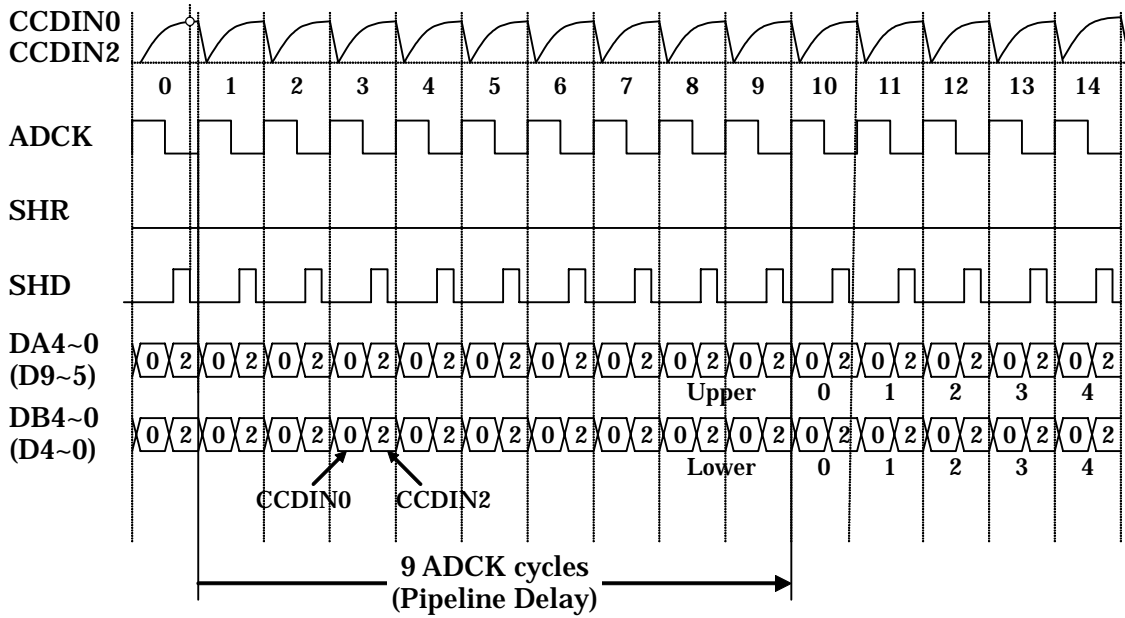 CCDIN0
CCDIN2
0 1 2 3 4 5 6 7 8 9 10 11 12 13 14
ADCK
SHR
SHD
DA4~0
(D9~5)
0 2 0 2 0 2 0 2 0 2 0 2 0 2 0 2 0 2 0 2 0 2 0 2 0 2 0 2 0 2
Upper 0 1 2 3 4
DB4~0
(D4~0)
0 2 0 2 0 2 0 2 0 2 0 2 0 2 0 2 0 2 0 2 0 2 0 2 0 2 0 2 0 2
Lower 0 1 2 3 4
CCDIN0 CCDIN2
9 ADCK cycles
(Pipeline Delay)